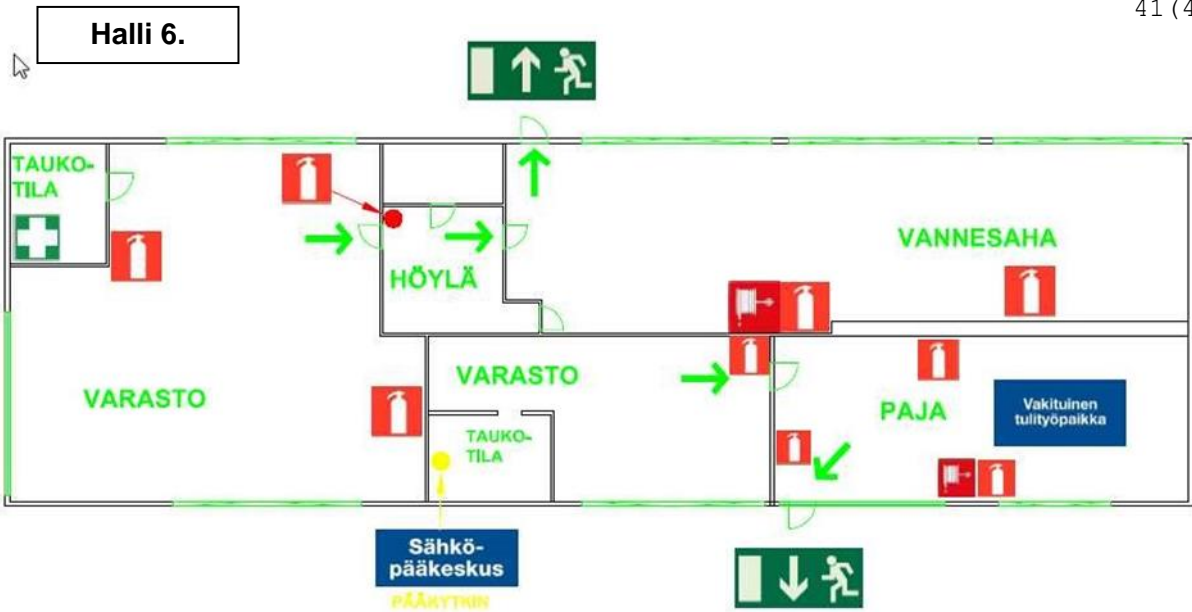 41(4
Halli 6.
TAUKO-
TILA
VANNESAHA
HÖYLÄ
VARASTO
VARASTO
PAJA
Vakituinen
tulityöpaikka
TAUKO-
TILA
Sähkö-
pääkeskus
PÄÄKYTKIN